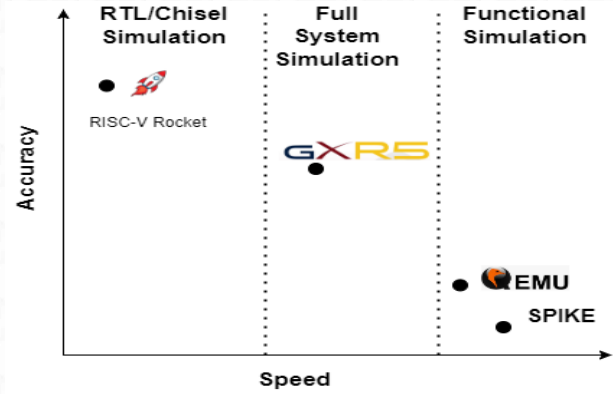 RTL/Chisel
Simulation
Full
System
Simulation
Functional
Simulation
RISC-V Rocket
GXR5
QEMU
SPIKE
Accuracy
Speed